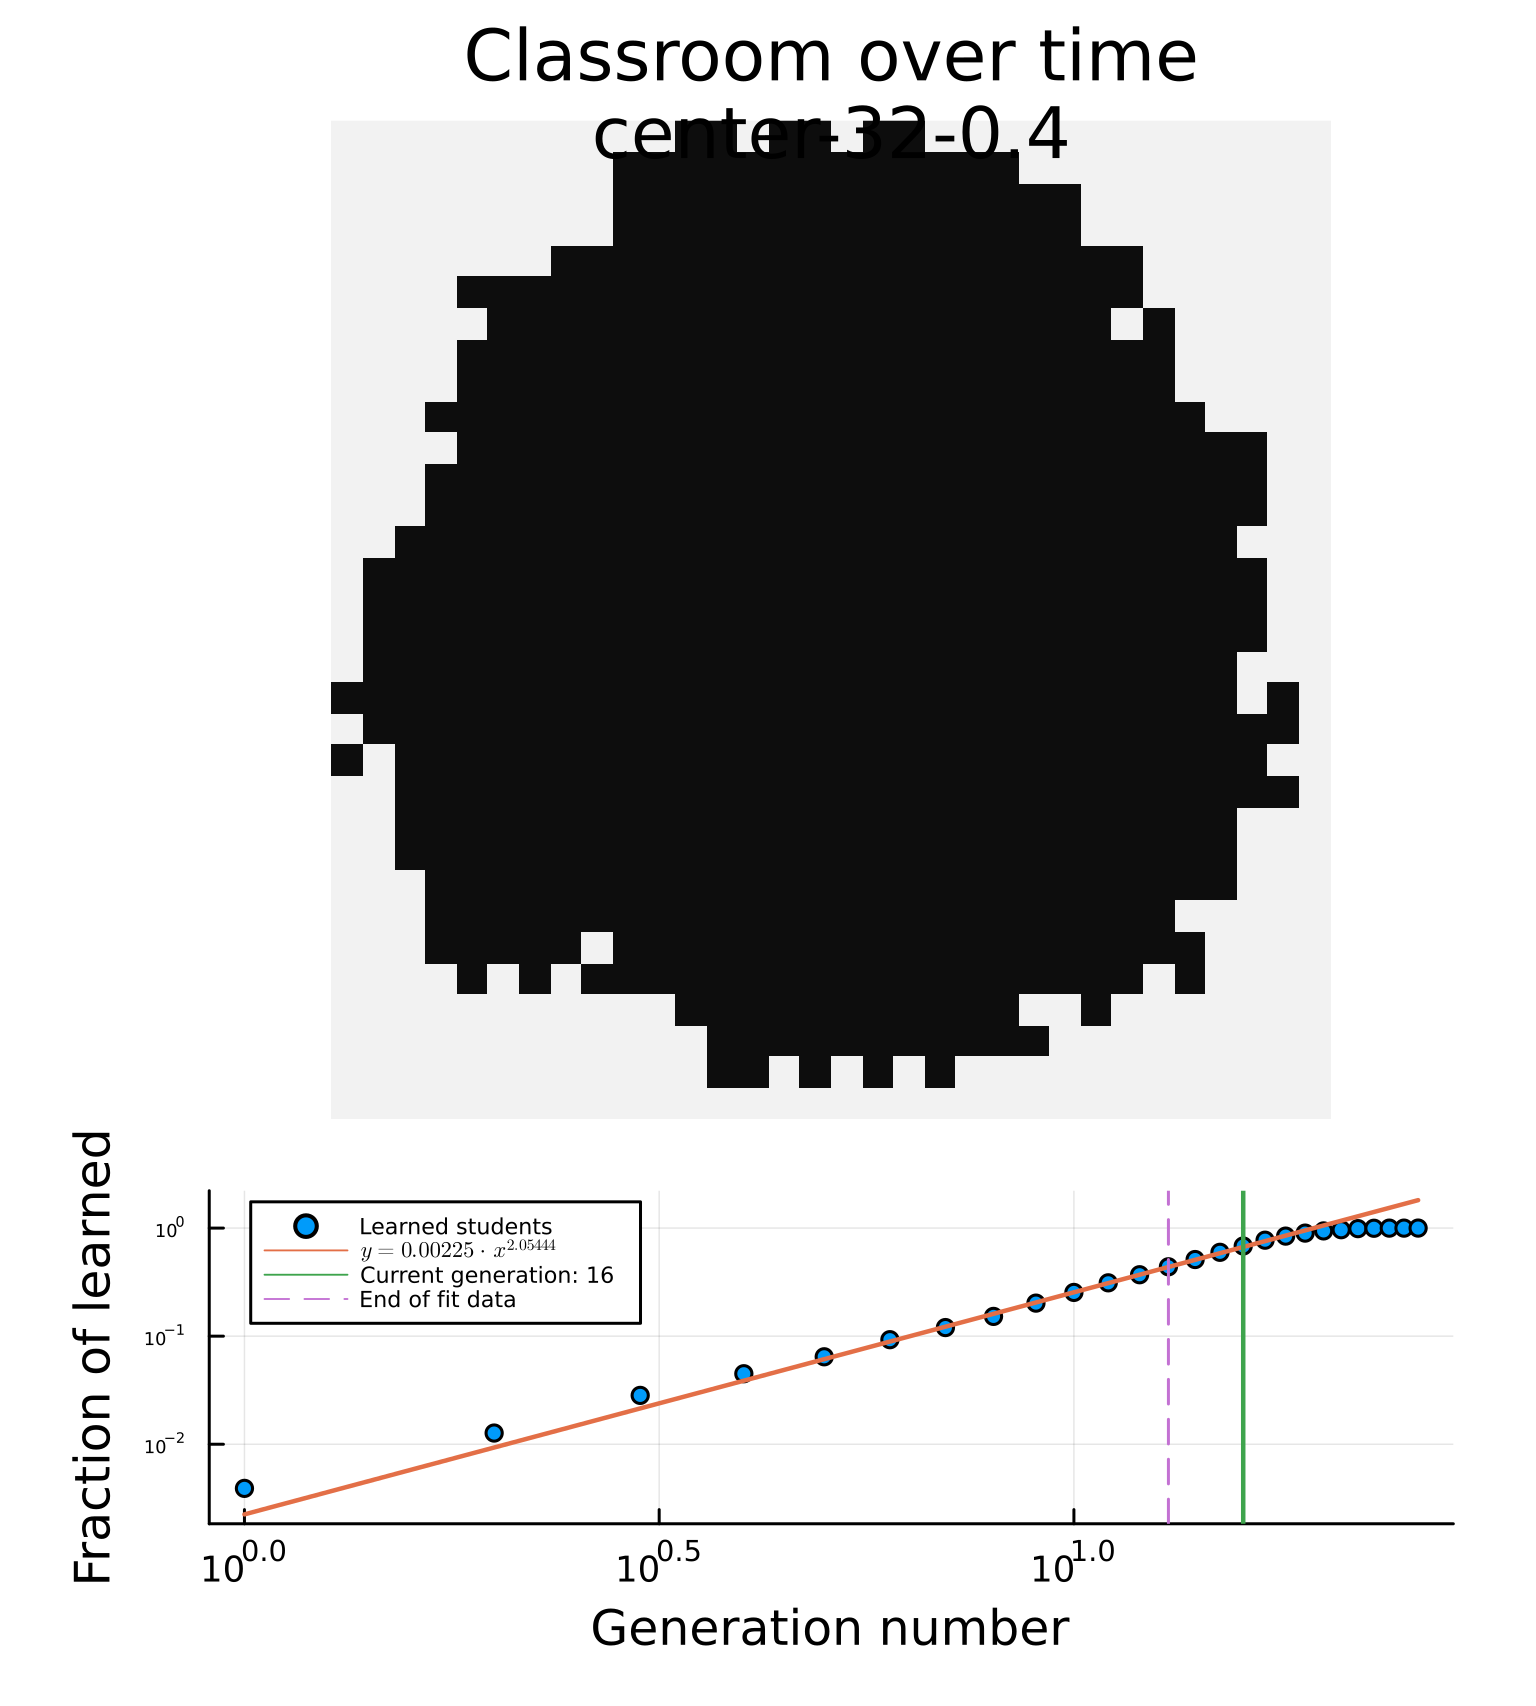 Classroom over time
center-32-0.4
Fraction of learned
10⁰
10⁻¹
10⁻²
Learned students
y = 0.00225 · x^2.05444
Current generation: 16
End of fit data
10^0.0
10^0.5
10^1.0
Generation number